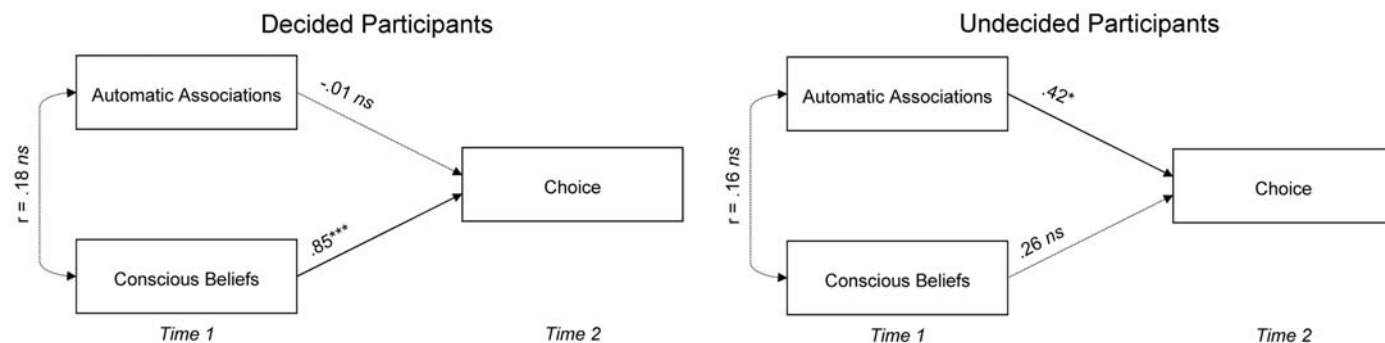 Decided Participants
Automatic Associations
-.01 ns
r = .18 ns
Choice
.85***
Conscious Beliefs
Time 1
Time 2
Undecided Participants
Automatic Associations
.42*
r = .16 ns
Choice
.26 ns
Conscious Beliefs
Time 1
Time 2